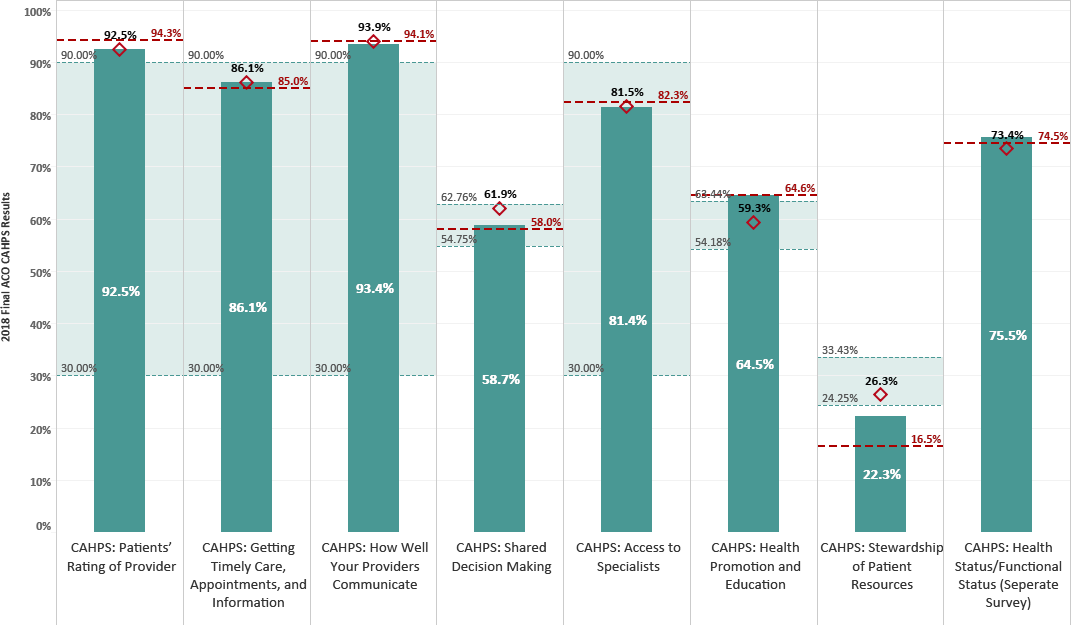 100%
90%
80%
70%
60%
50%
40%
30%
20%
10%
0%
2018 Final ACO CAHPS Results
92.5%
94.3%
90.00%
92.5%
30.00%
CAHPS: Patients’
Rating of Provider
90.00%
86.1%
85.0%
86.1%
30.00%
CAHPS: Getting
Timely Care,
Appointments, and
Information
93.9%
94.1%
90.00%
93.4%
30.00%
CAHPS: How Well
Your Providers
Communicate
62.76%
61.9%
58.0%
54.75%
58.7%
CAHPS: Shared
Decision Making
90.00%
81.5%
82.3%
81.4%
30.00%
CAHPS: Access to
Specialists
64.6%
63.44%
59.3%
54.18%
64.5%
CAHPS: Health
Promotion and
Education
33.43%
26.3%
24.25%
16.5%
22.3%
CAHPS: Stewardship
of Patient
Resources
73.4%
74.5%
75.5%
CAHPS: Health
Status/Functional
Status (Seperate
Survey)